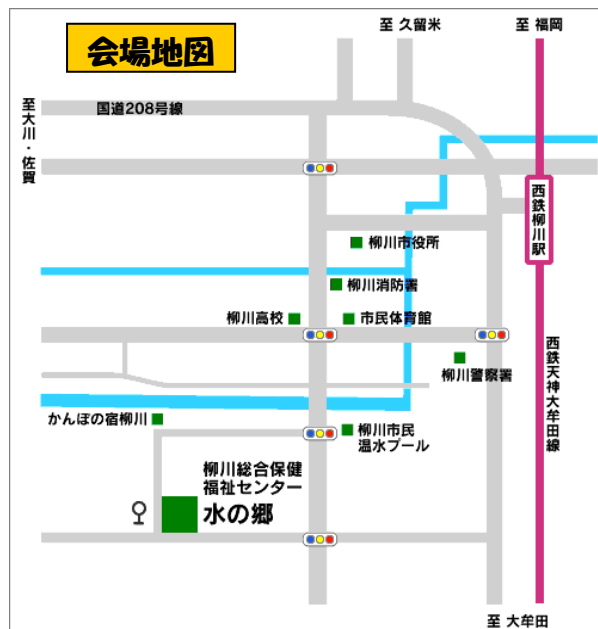 会場地図
至 久留米
至 福岡
至大川・佐賀
国道208号線
西鉄柳川駅
柳川市役所
柳川消防署
柳川高校
市民体育館
柳川警察署
西鉄天神大牟田線
かんぽの宿柳川
柳川市民
温水プール
柳川総合保健
福祉センター
水の郷
至 大牟田